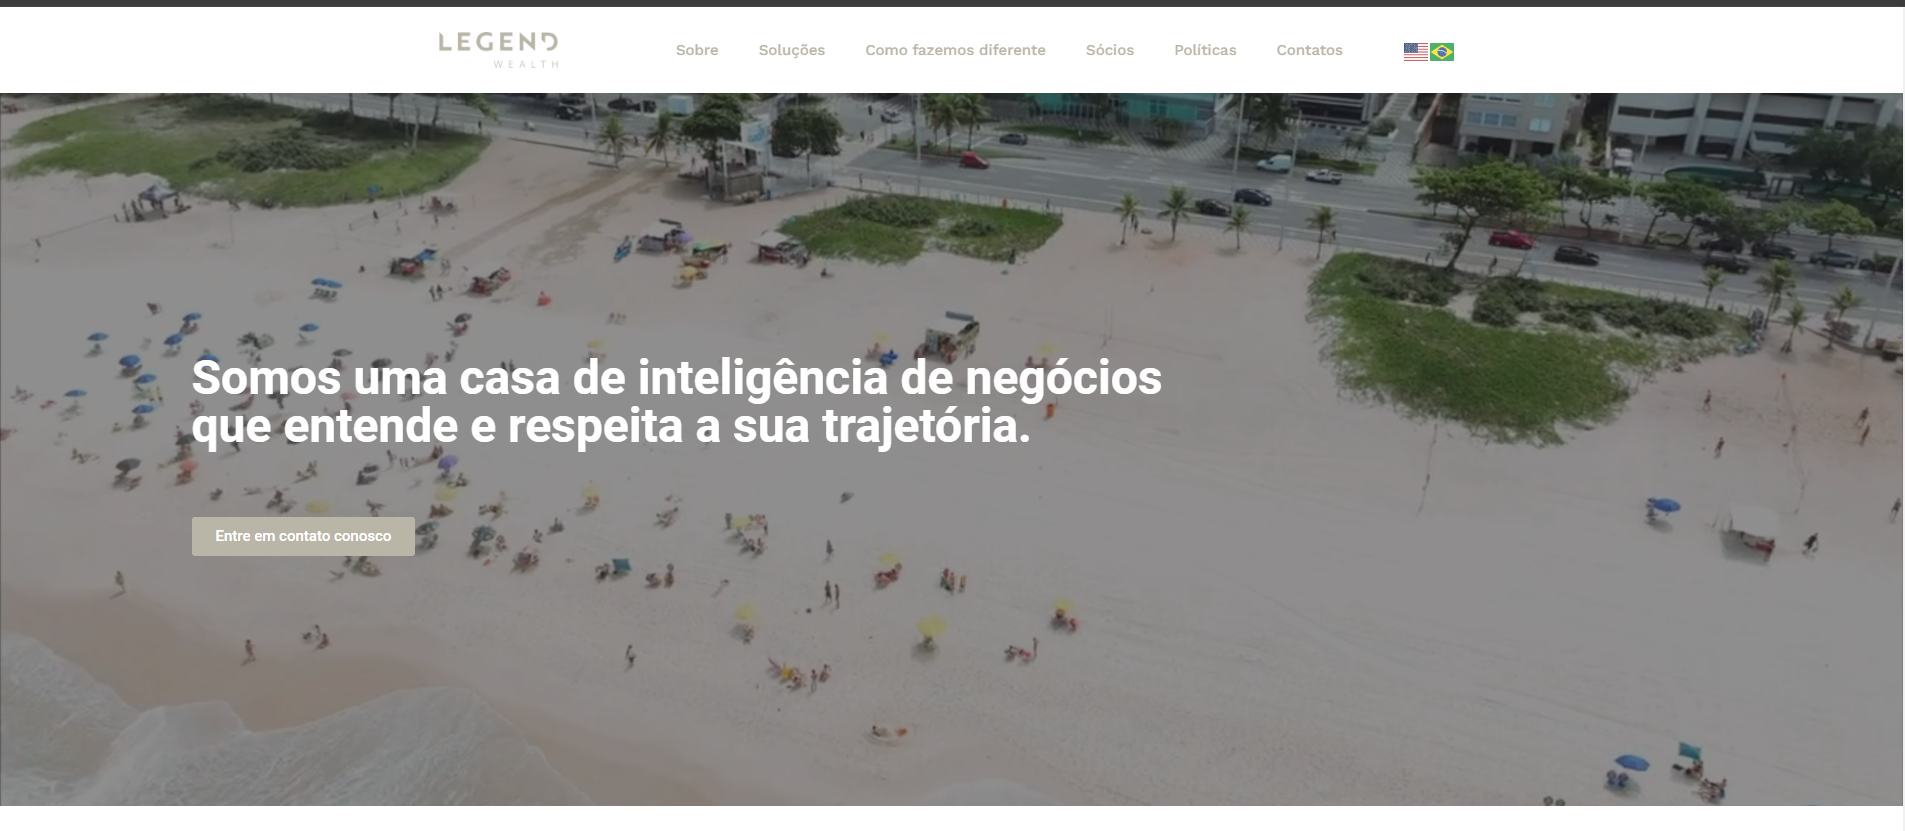 LEGEND
WEALTH
Sobre
Soluções
Como fazemos diferente
Sócios
Políticas
Contatos
Somos uma casa de inteligência de negócios
que entende e respeita a sua trajetória.
Entre em contato conosco